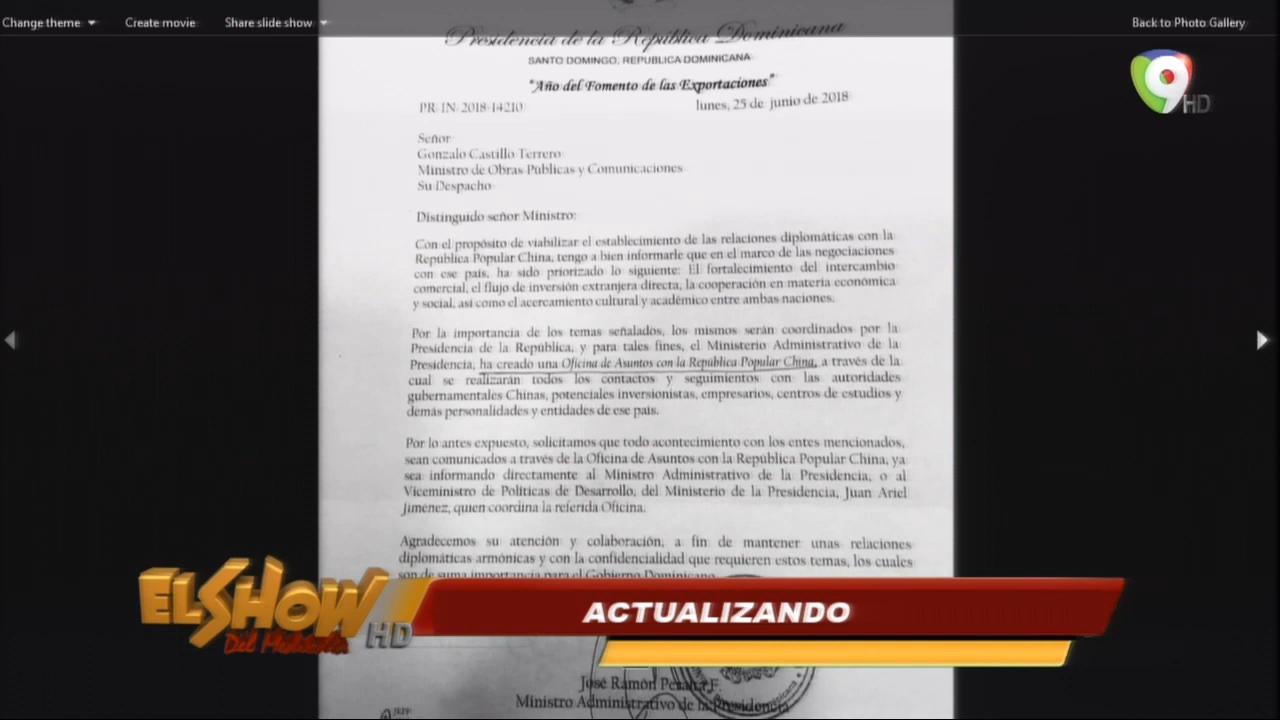 Change theme
Create movie
Share slide show
Back to Photo Gallery
Presidencia de la República Dominicana
SANTO DOMINGO, REPUBLICA DOMINICANA
"Año del Fomento de las Exportaciones"
PR-IN-2018-14210
lunes, 25 de junio de 2018
9HD
Señor
Gonzalo Castillo Terrero
Ministro de Obras Públicas y Comunicaciones
Su Despacho
Distinguido señor Ministro:
Con el propósito de viabilizar el establecimiento de las relaciones diplomáticas con la
República Popular China, tengo a bien informarle que en el marco de las negociaciones
con ese país, ha sido priorizado lo siguiente: El fortalecimiento del intercambio
comercial, el flujo de inversión extranjera directa, la cooperación en materia económica
y social, así como el acercamiento cultural y académico entre ambas naciones.
Por la importancia de los temas señalados, los mismos serán coordinados por la
Presidencia de la República, y para tales fines, el Ministerio Administrativo de la
Presidencia, ha creado una Oficina de Asuntos con la República Popular China, a través de la
cual se realizarán todos los contactos y seguimientos con las autoridades
gubernamentales Chinas, potenciales inversionistas, empresarios, centros de estudios y
demás personalidades y entidades de ese país.
Por lo antes expuesto, solicitamos que todo acontecimiento con los entes mencionados,
sean comunicados a través de la Oficina de Asuntos con la República Popular China, ya
sea informando directamente al Ministro Administrativo de la Presidencia, o al
Viceministro de Políticas de Desarrollo, del Ministerio de la Presidencia, Juan Ariel
Jiménez, quien coordina la referida Oficina.
Agradecemos su atención y colaboración, a fin de mantener unas relaciones
diplomáticas armónicas y con la confidencialidad que requieren estos temas, los cuales
son de suma importancia para el Gobierno Dominicano.
EL SHOW
Del Mediodía
HD
ACTUALIZANDO
José Ramón Peralta F.
Ministro Administrativo de la Presidencia